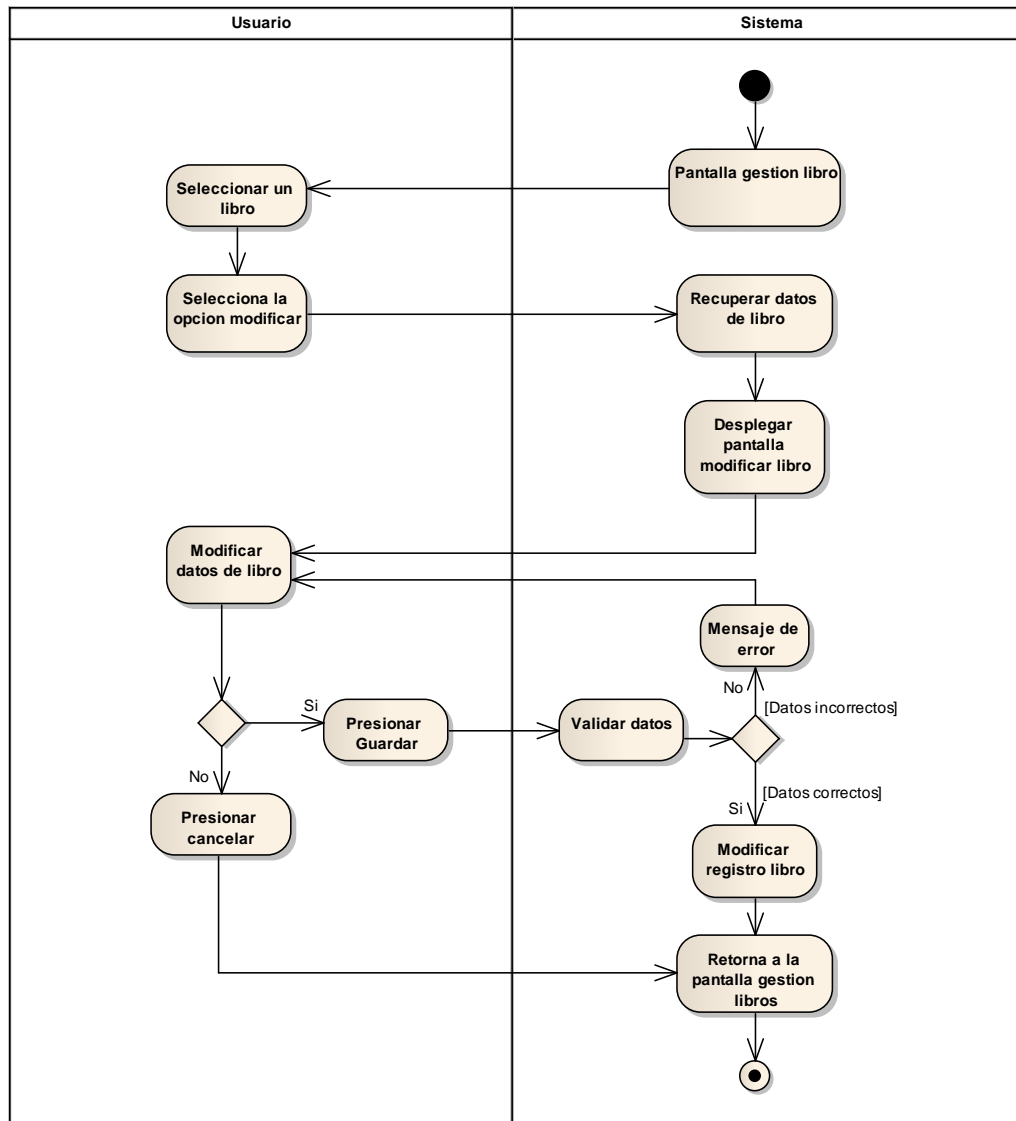 Usuario
Sistema
Pantalla gestion libro
Seleccionar un
libro
Selecciona la
opcion modificar
Recuperar datos
de libro
Desplegar
pantalla
modificar libro
Modificar
datos de libro
Mensaje de
error
No
[Datos incorrectos]
Si
Presionar
Guardar
Validar datos
No
[Datos correctos]
Si
Presionar
cancelar
Modificar
registro libro
Retorna a la
pantalla gestion
libros